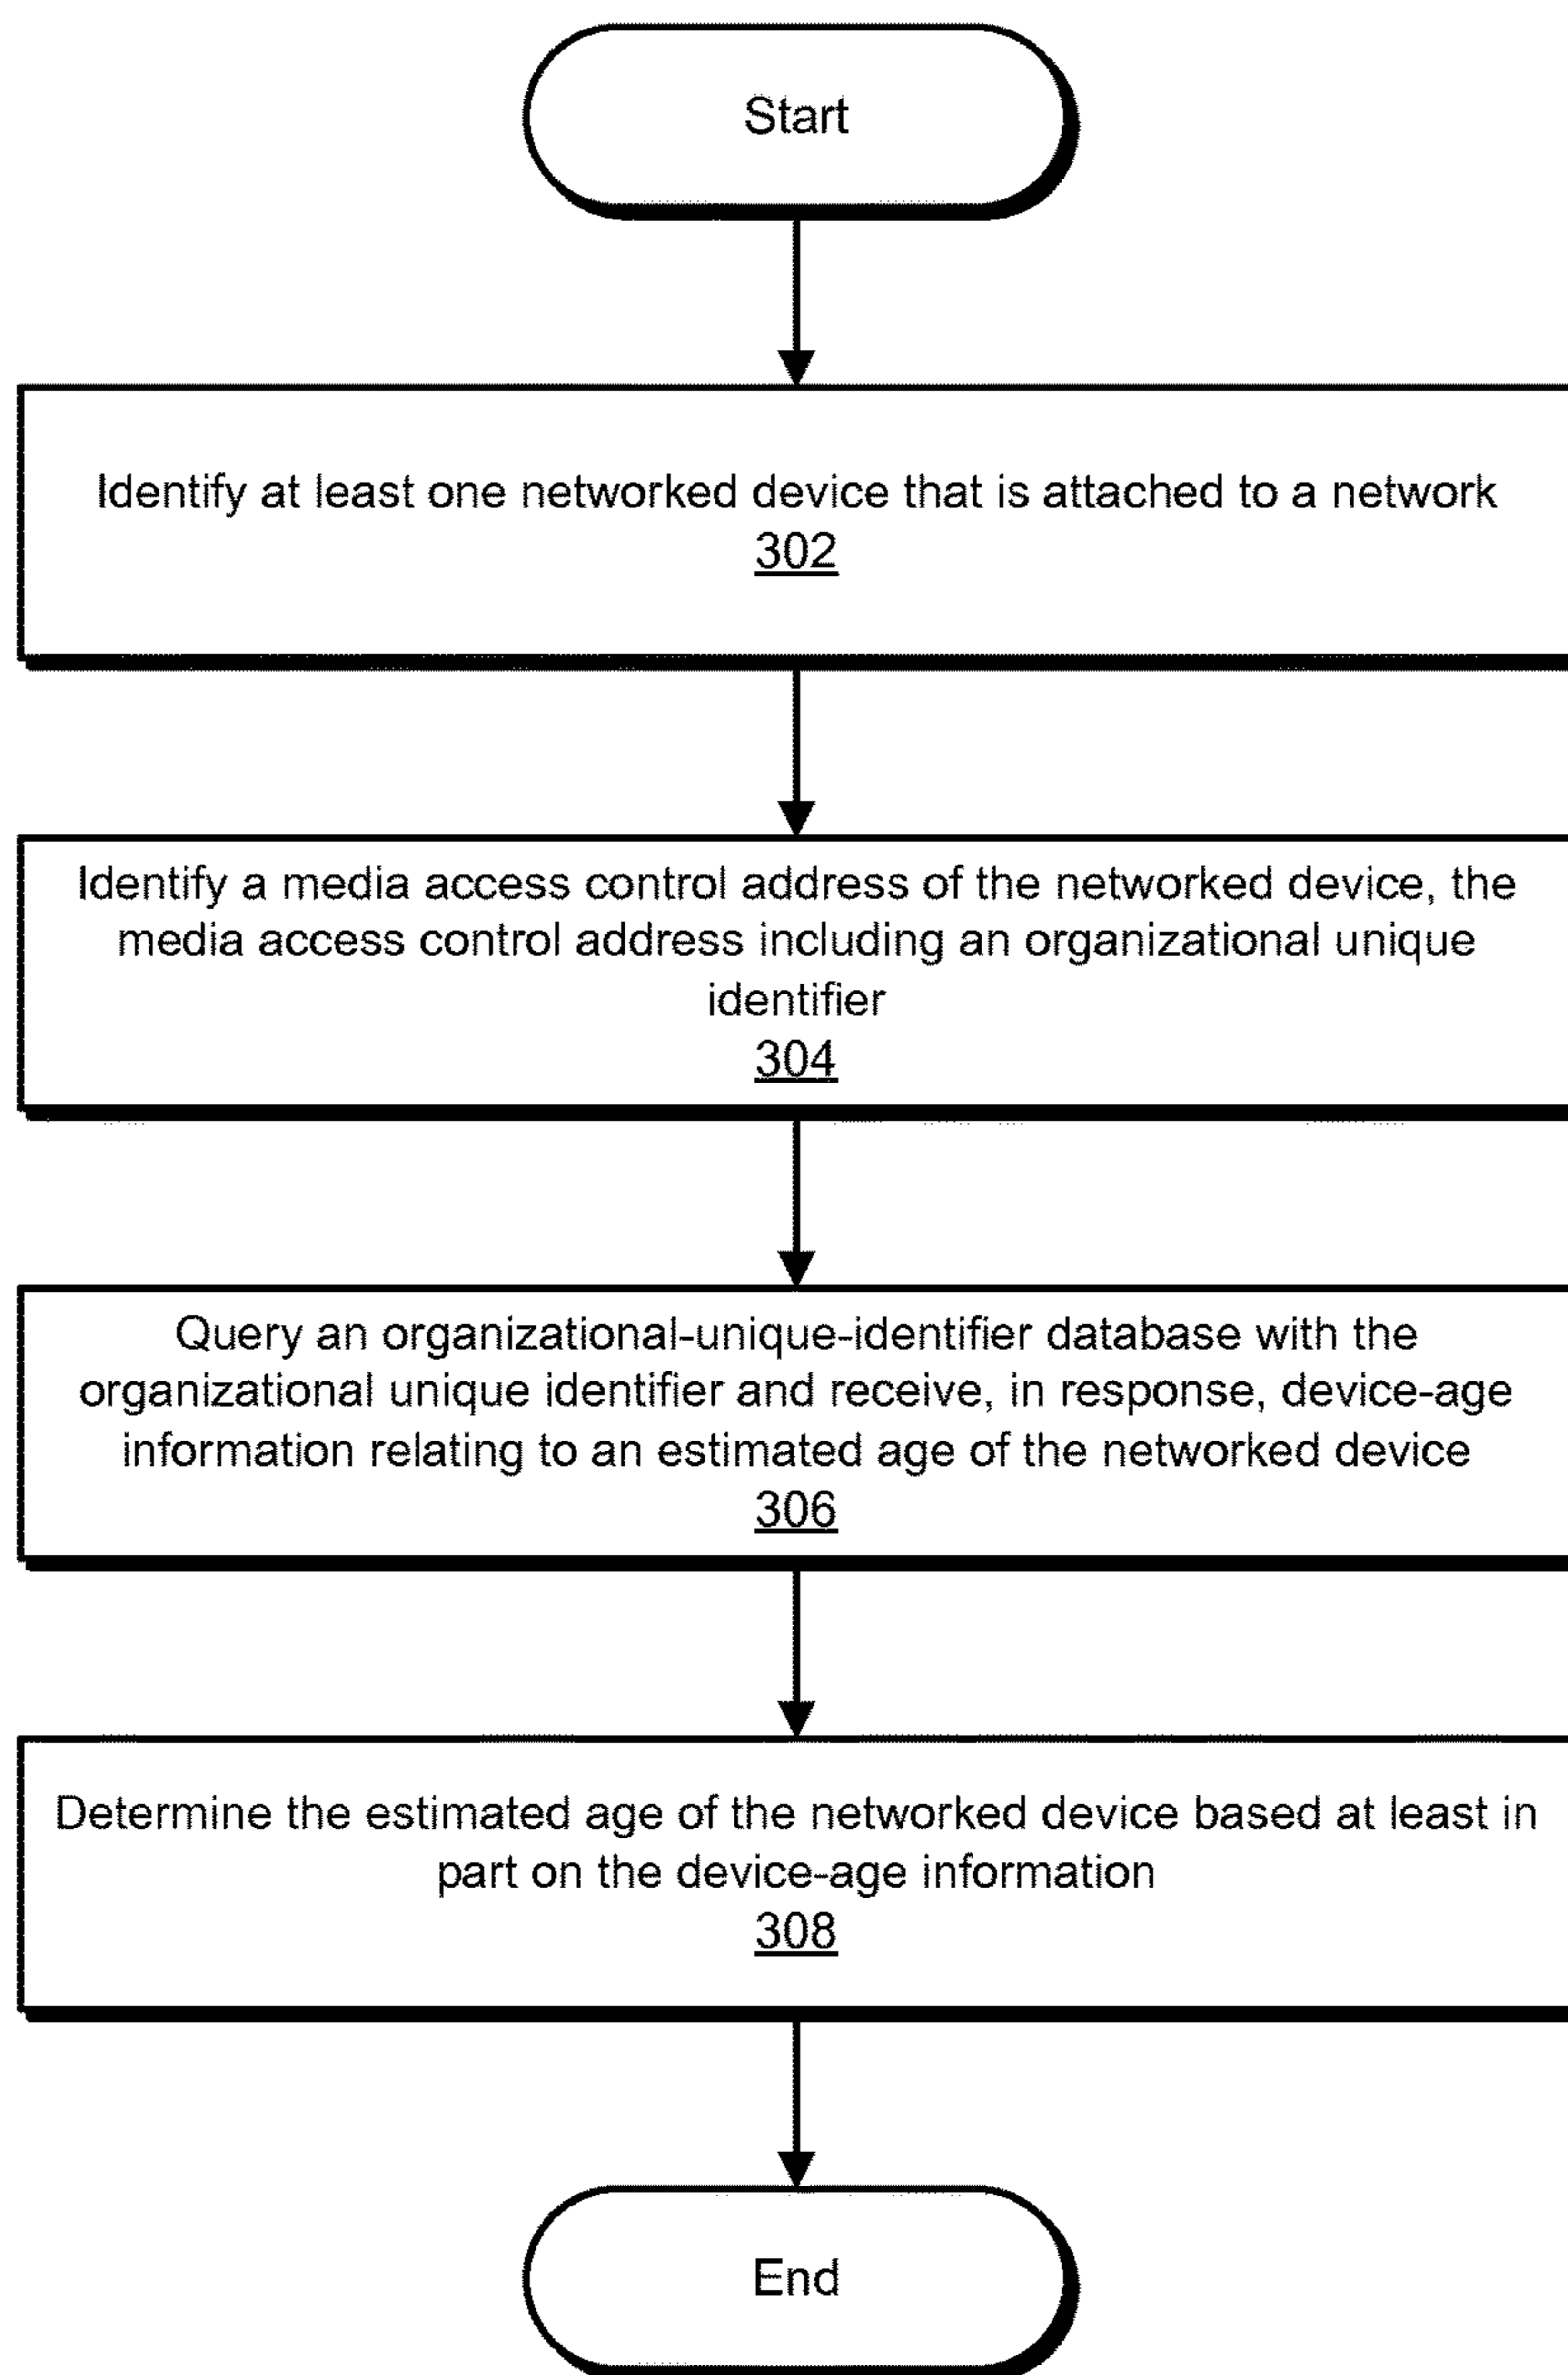 Start
Identify at least one networked device that is attached to a network
302
Identify a media access control address of the networked device, the
media access control address including an organizational unique
identifier
304
Query an organizational-unique-identifier database with the
organizational unique identifier and receive, in response, device-age
information relating to an estimated age of the networked device
306
Determine the estimated age of the networked device based at least in
part on the device-age information
308
End